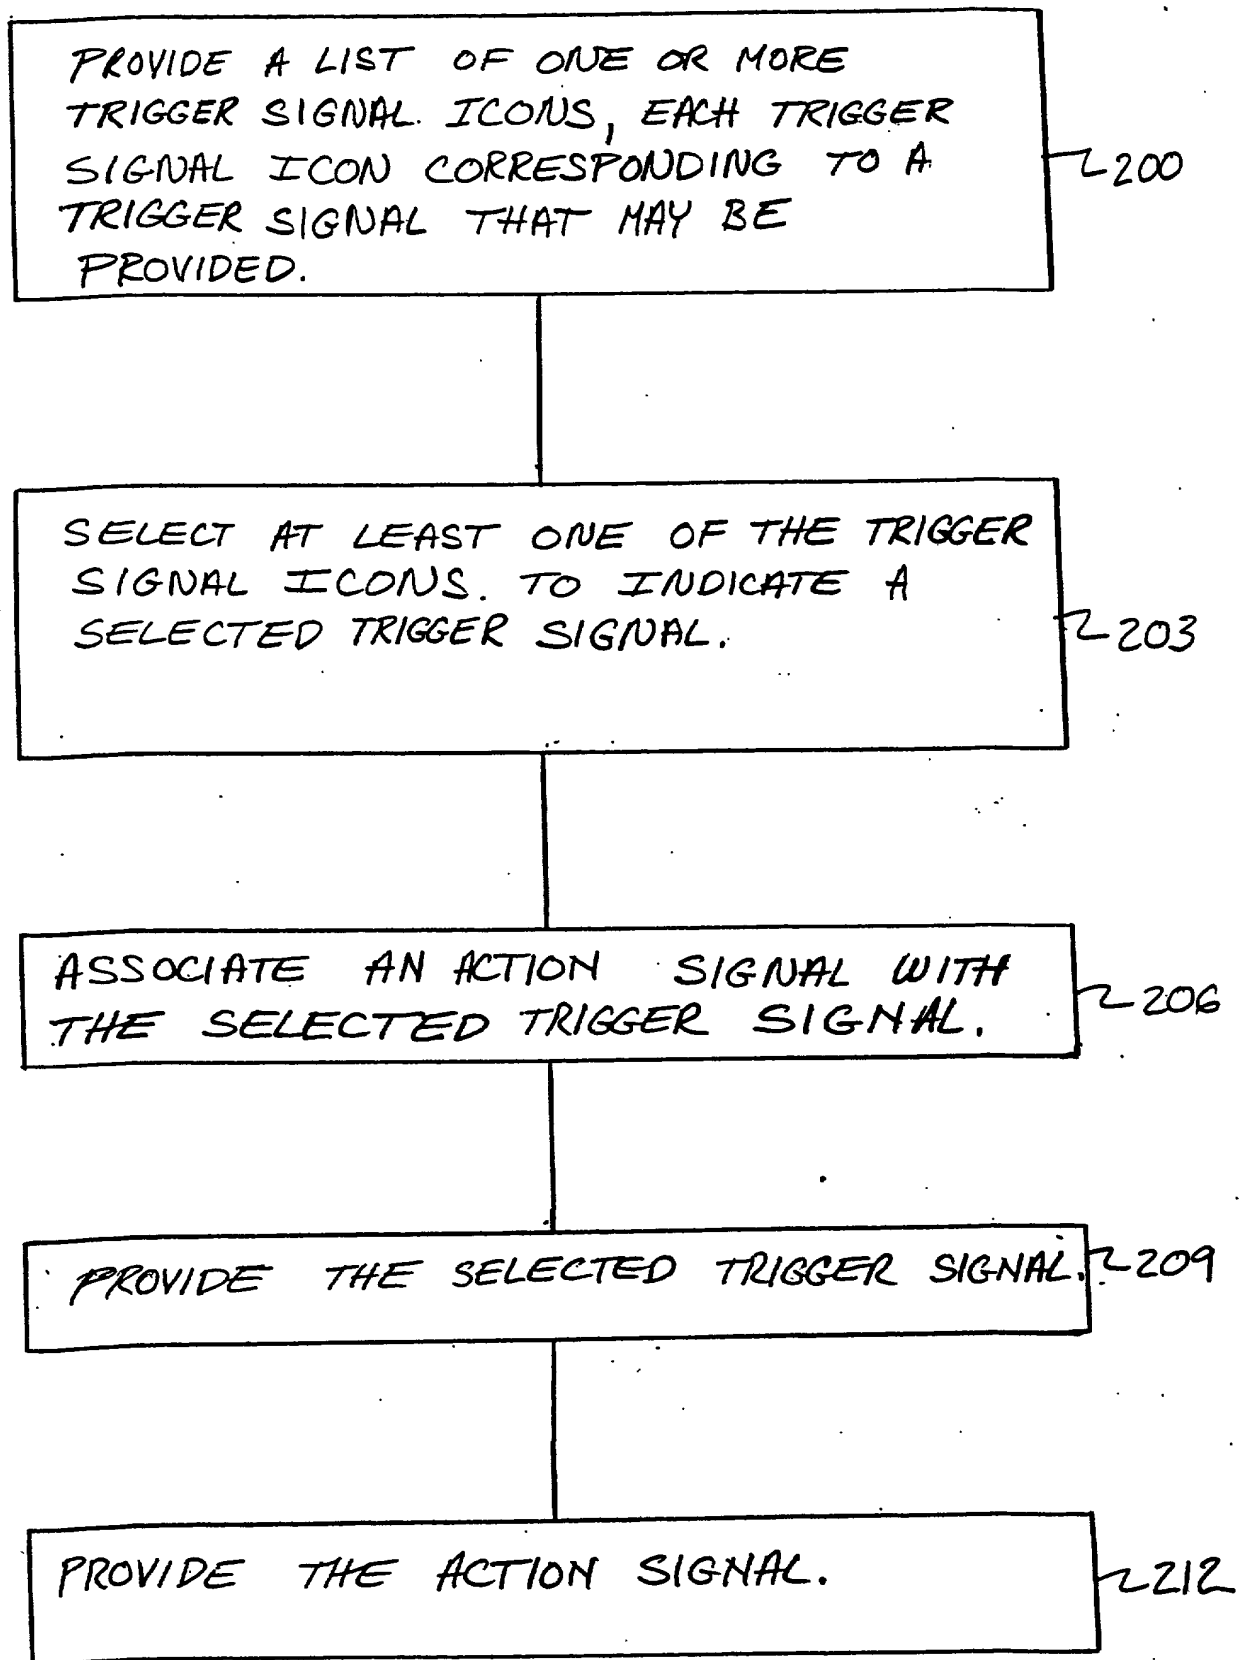 PROVIDE A LIST OF ONE OR MORE
TRIGGER SIGNAL ICONS, EACH TRIGGER
SIGNAL ICON CORRESPONDING TO A
TRIGGER SIGNAL THAT MAY BE
PROVIDED.
200
SELECT AT LEAST ONE OF THE TRIGGER
SIGNAL ICONS. TO INDICATE A
SELECTED TRIGGER SIGNAL.
203
ASSOCIATE AN ACTION SIGNAL WITH
THE SELECTED TRIGGER SIGNAL.
206
PROVIDE THE SELECTED TRIGGER SIGNAL.
209
PROVIDE THE ACTION SIGNAL.
212